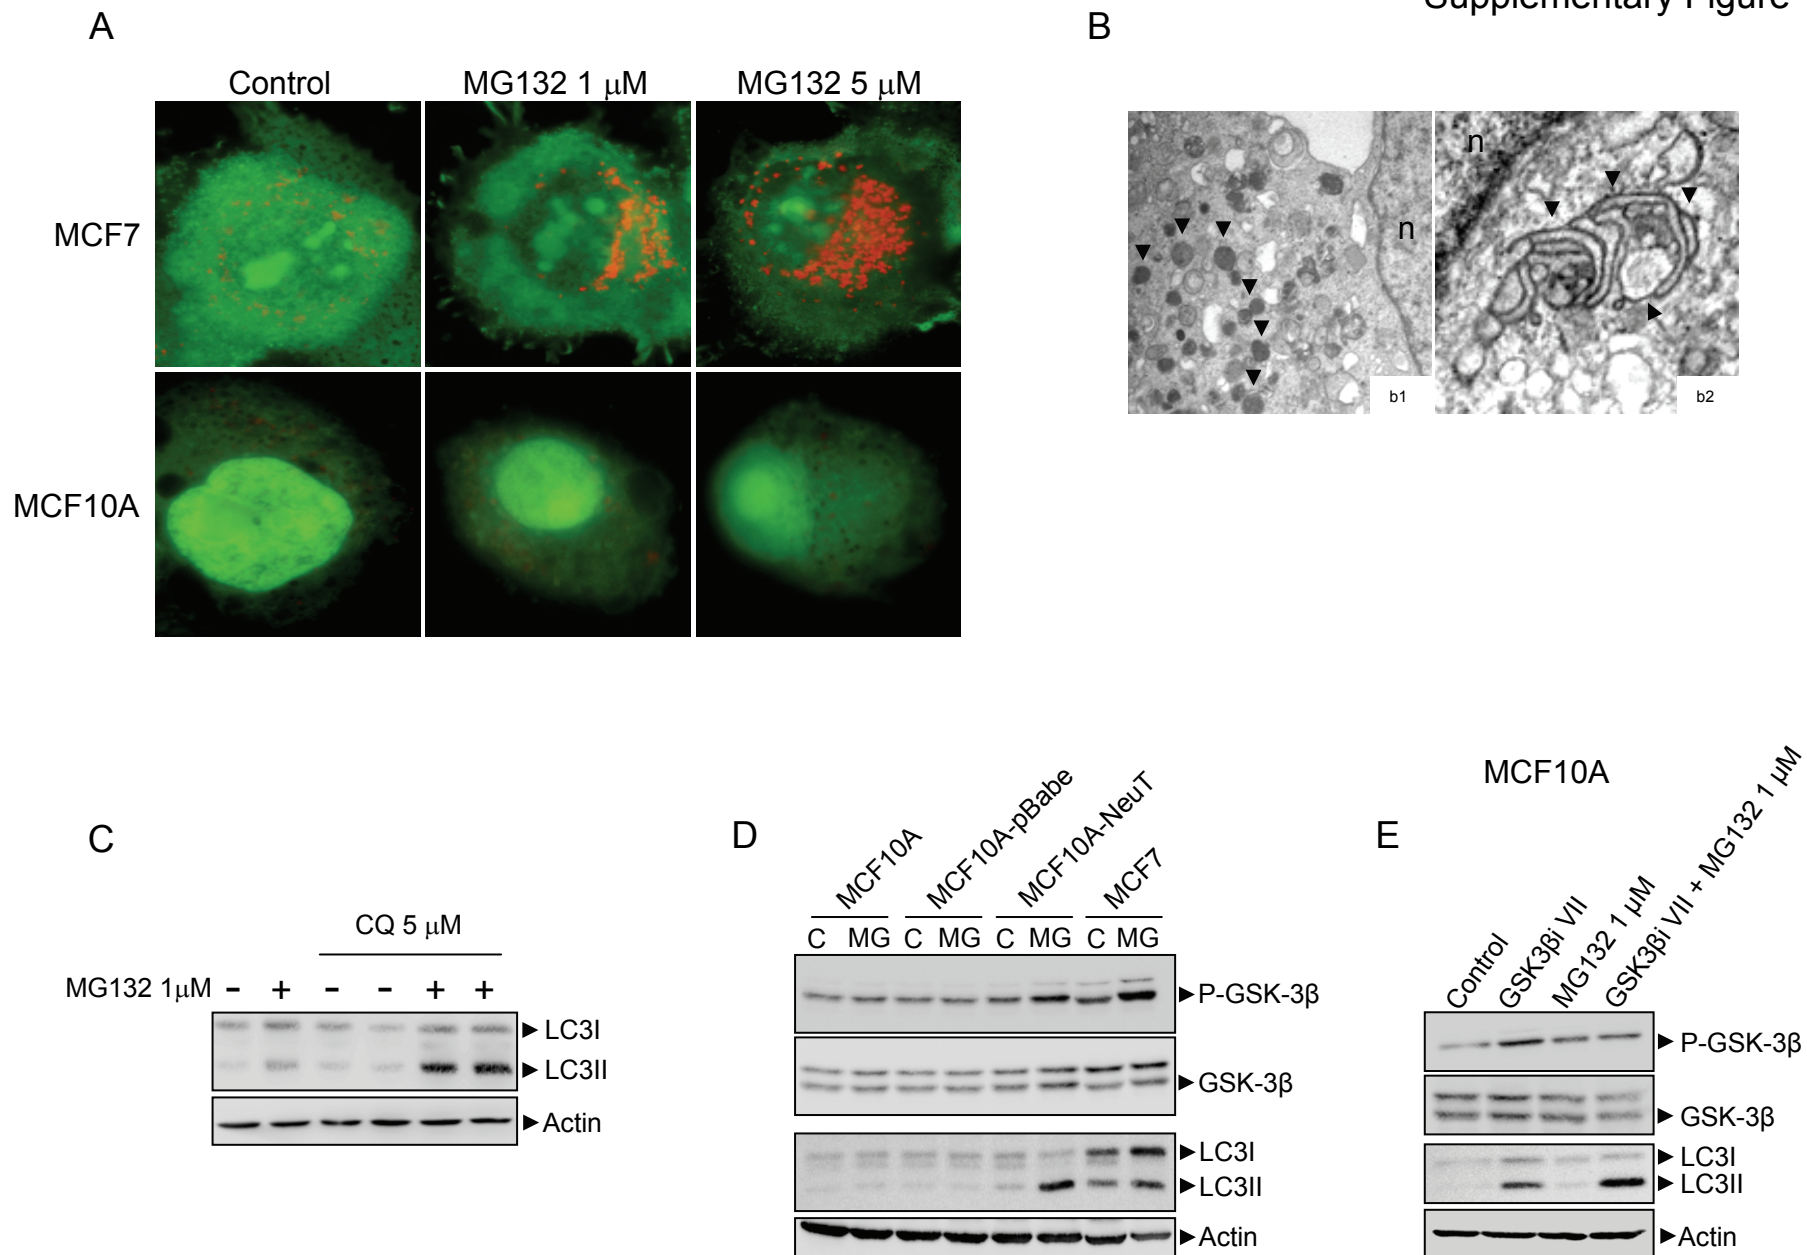 Supplementary Figure
A
B
Control
MG132 1 μM
MG132 5 μM
MCF7
MCF10A
n
n
b1
b2
C
CQ 5 μM
MG132 1μM - + - - + +
LC3I
LC3II
Actin
D
MCF10A
MCF10A-pBabe
MCF10A-NeuT
MCF7
C MG C MG C MG C MG
P-GSK-3β
GSK-3β
LC3I
LC3II
Actin
MCF10A
E
Control
GSK3βi VII
MG132 1 μM
GSK3βi VII + MG132 1 μM
P-GSK-3β
GSK-3β
LC3I
LC3II
Actin